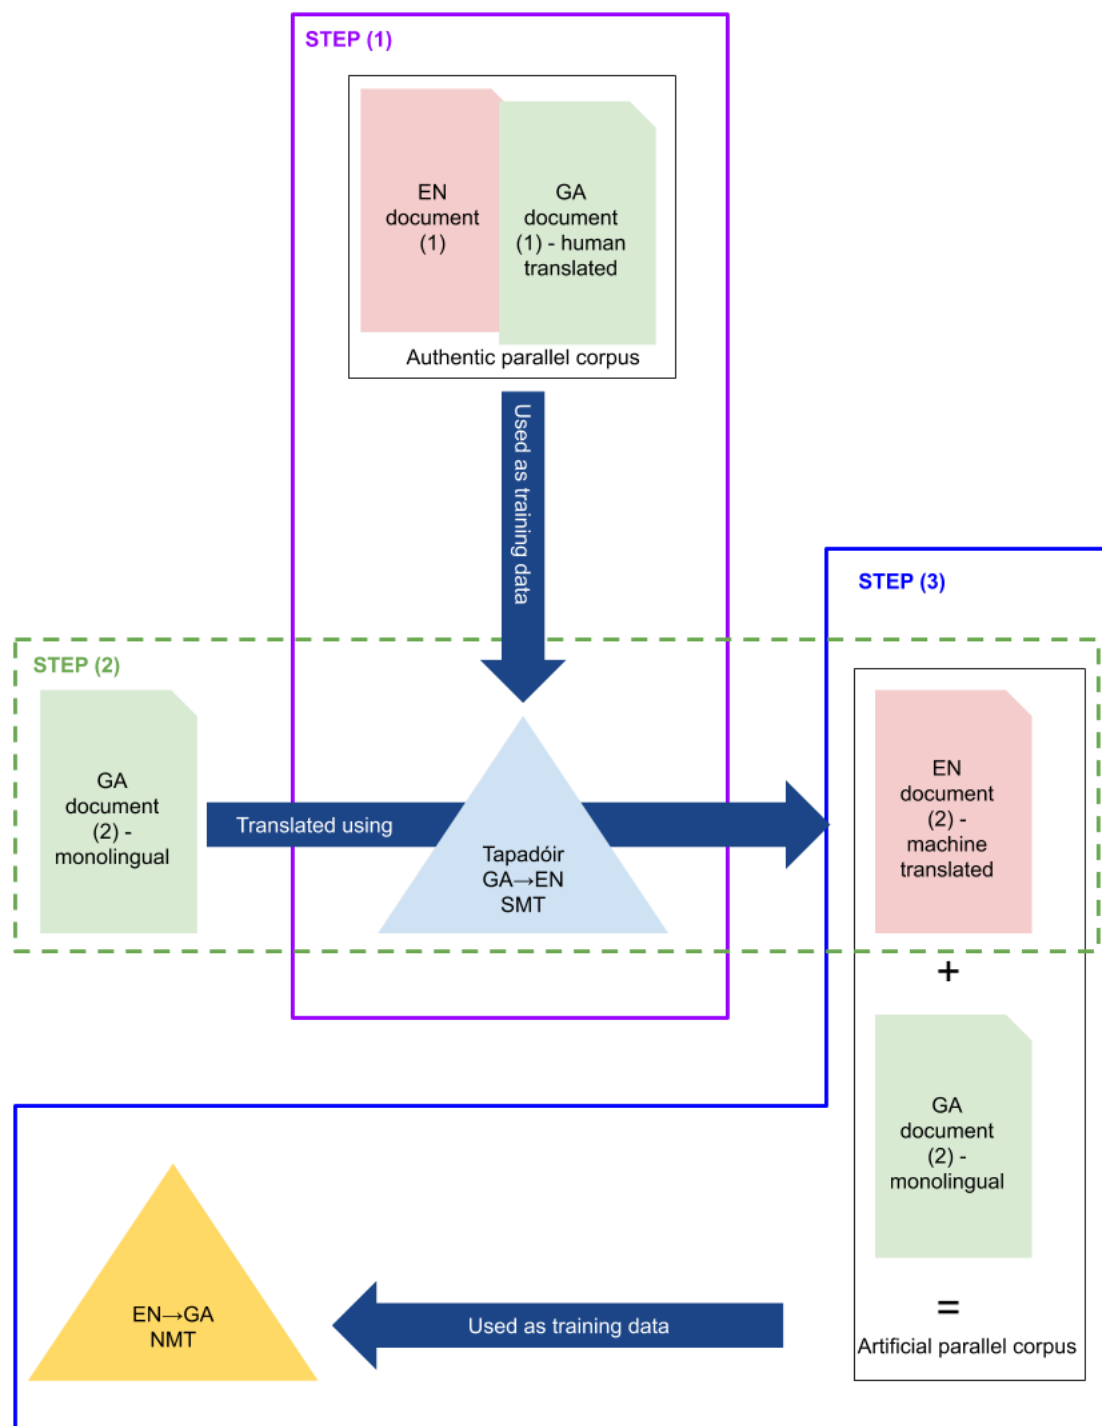 STEP (1)
EN
document
(1)
GA
document
(1) - human
translated
Authentic parallel corpus
Used as training data
STEP (3)
STEP (2)
GA
document
(2) -
monolingual
Translated using
Tapadóir
GA→EN
SMT
EN
document
(2) -
machine
translated
+
GA
document
(2) -
monolingual
=
Artificial parallel corpus
Used as training data
EN→GA
NMT